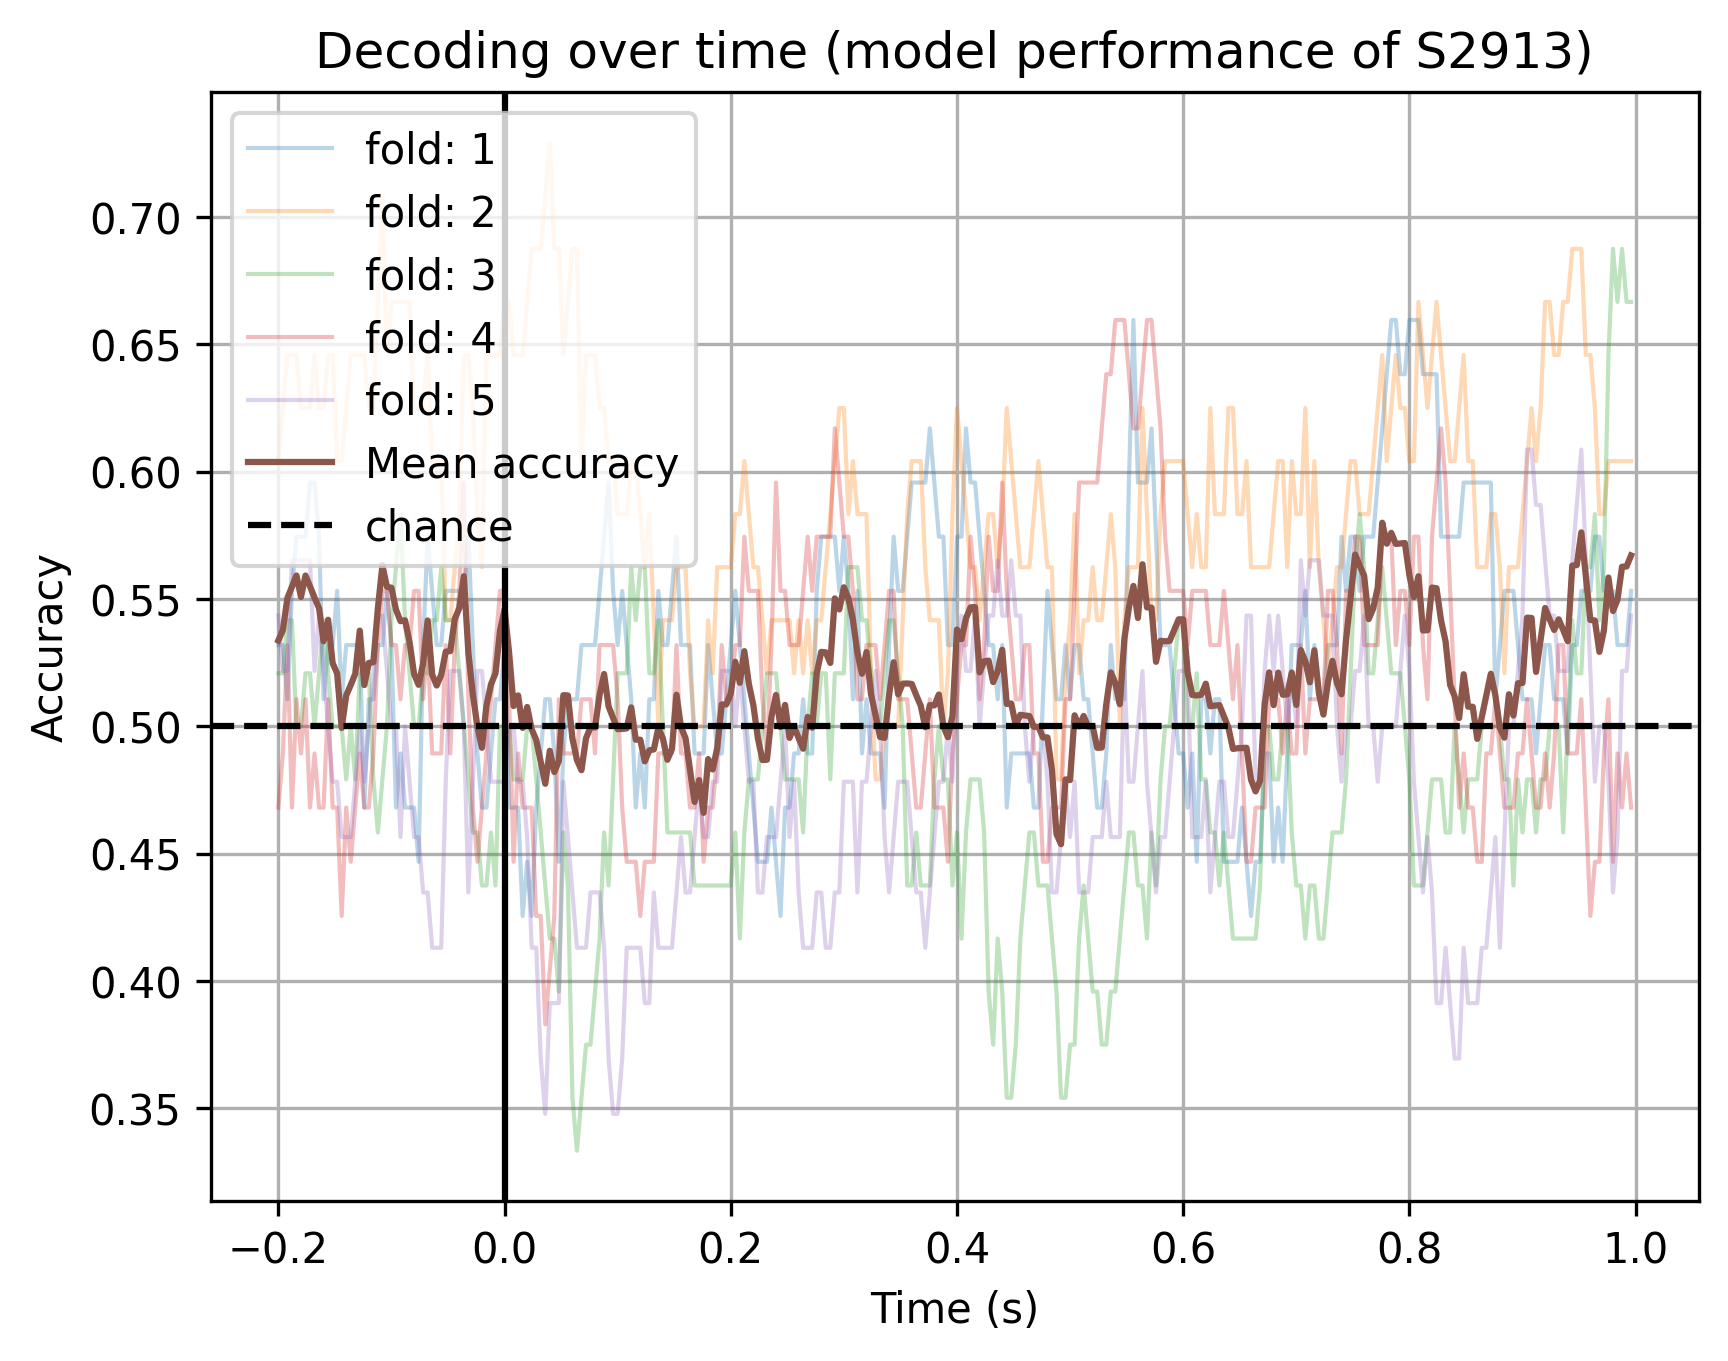 Decoding over time (model performance of S2913)
fold: 1
fold: 2
fold: 3
fold: 4
fold: 5
Mean accuracy
chance
Accuracy
0.70
0.65
0.60
0.55
0.50
0.45
0.40
0.35
−0.2 0.0 0.2 0.4 0.6 0.8 1.0
Time (s)